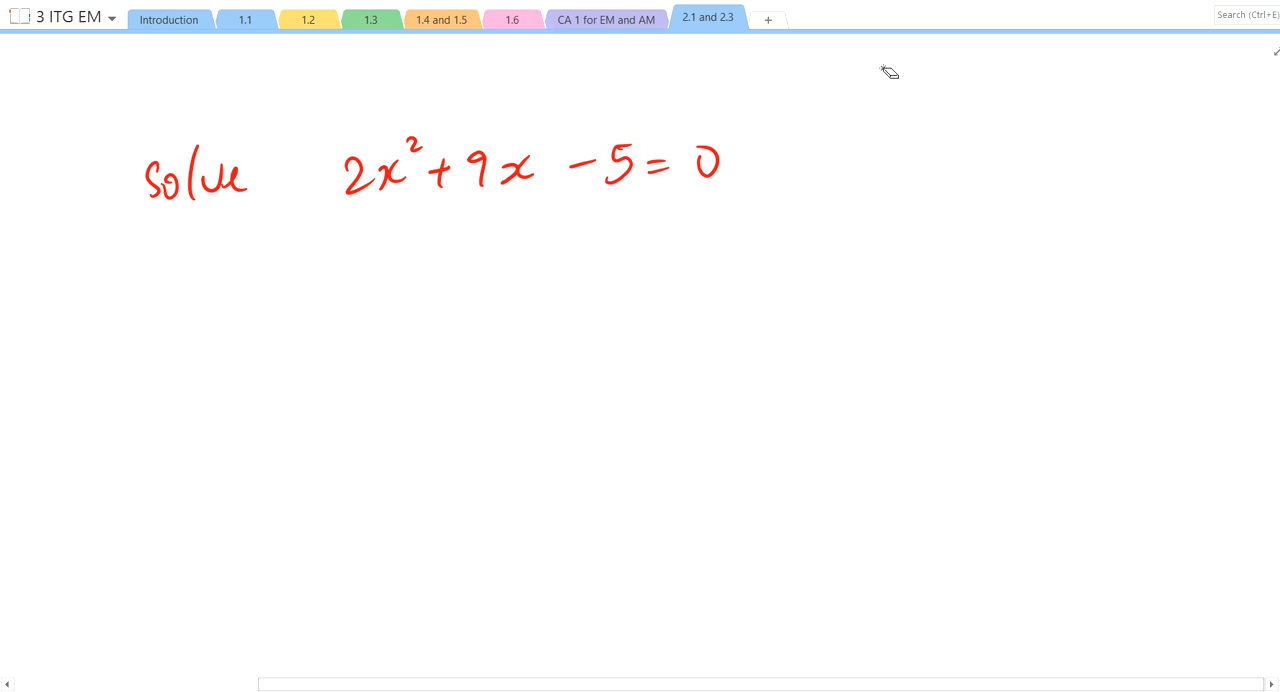 3 ITG EM Introduction 1.1 1.2 1.3 1.4 and 1.5 1.6 CA 1 for EM and AM 2.1 and 2.3 + Search (Ctrl+E)
Solve 2x² + 9x - 5 = 0